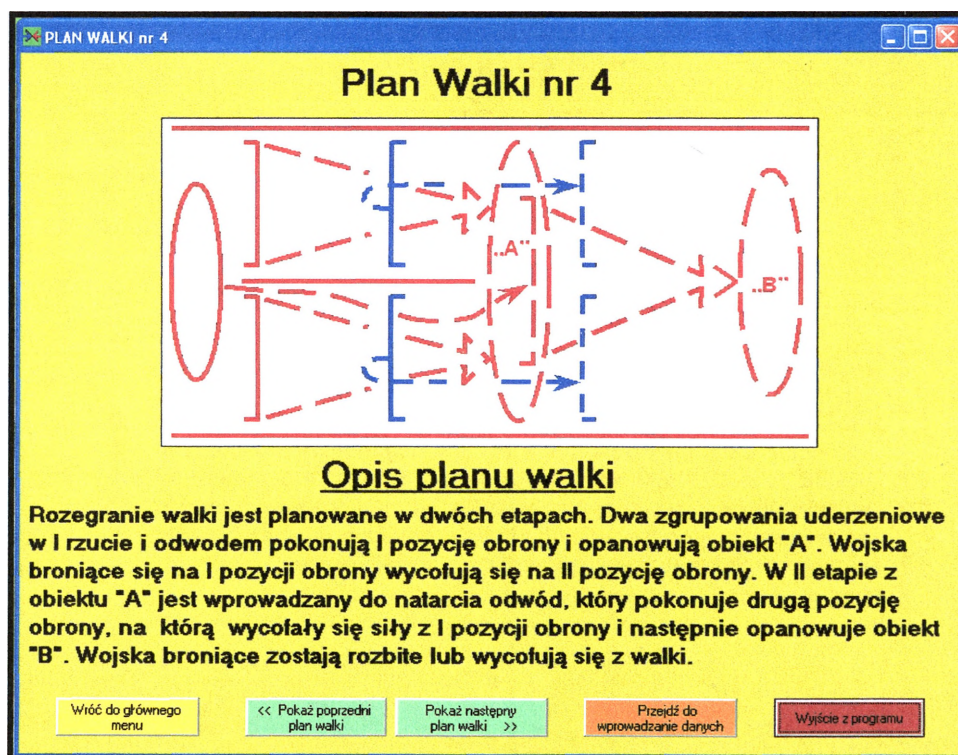 PLAN WALKI nr 4
Plan Walki nr 4
„A"
„B"
Opis planu walki
Rozegranie walki jest planowane w dwóch etapach. Dwa zgrupowania uderzeniowe
w I rzucie i odwodem pokonują I pozycję obrony i opanowują obiekt "A". Wojska
broniące się na I pozycji obrony wycofują się na II pozycję obrony. W II etapie z
obiektu "A" jest wprowadzany do natarcia odwód, który pokonuje drugą pozycję
obrony, na którą wycofały się siły z I pozycji obrony i następnie opanowuje obiekt
"B". Wojska broniące zostają rozbite lub wycofują się z walki.
Wróć do głównego
menu
<< Pokaż poprzedni
plan walki
Pokaż następny
plan walki >>
Przejdź do
wprowadzanie danych
Wyjście z programu